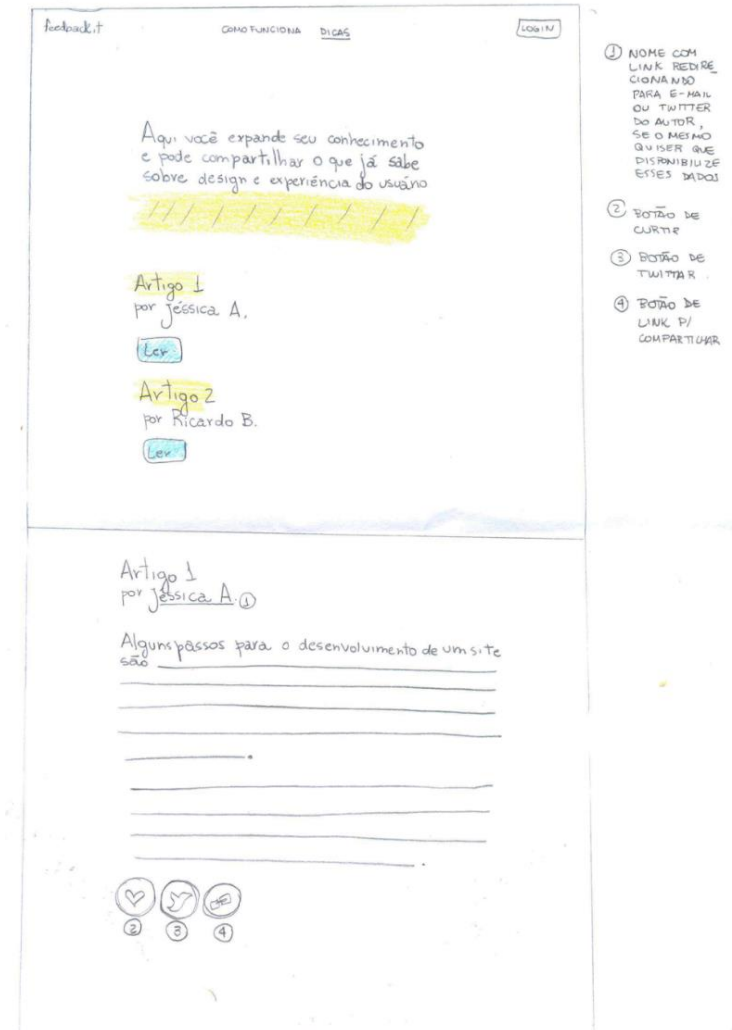 feedback.it
COMO FUNCIONA DICAS
LOGIN
Aqui você expande seu conhecimento
e pode compartilhar o que já sabe
sobre design e experiência do usuário
Artigo 1
por Jéssica A.
Ler
Artigo 2
por Ricardo B.
Ler
Artigo 1
por Jéssica A. 1
Alguns passos para o desenvolvimento de um site
são
2 3 4
1 NOME COM
LINK REDIRE
CIONANDO
PARA E-MAIL
OU TWITTER
DO AUTOR,
SE O MESMO
QUISER QUE
DISPONIBILIZE
ESSES DADOS
2 BOTÃO DE
CURTIR
3 BOTÃO DE
TWITTAR
4 BOTÃO DE
LINK P/
COMPARTILHAR